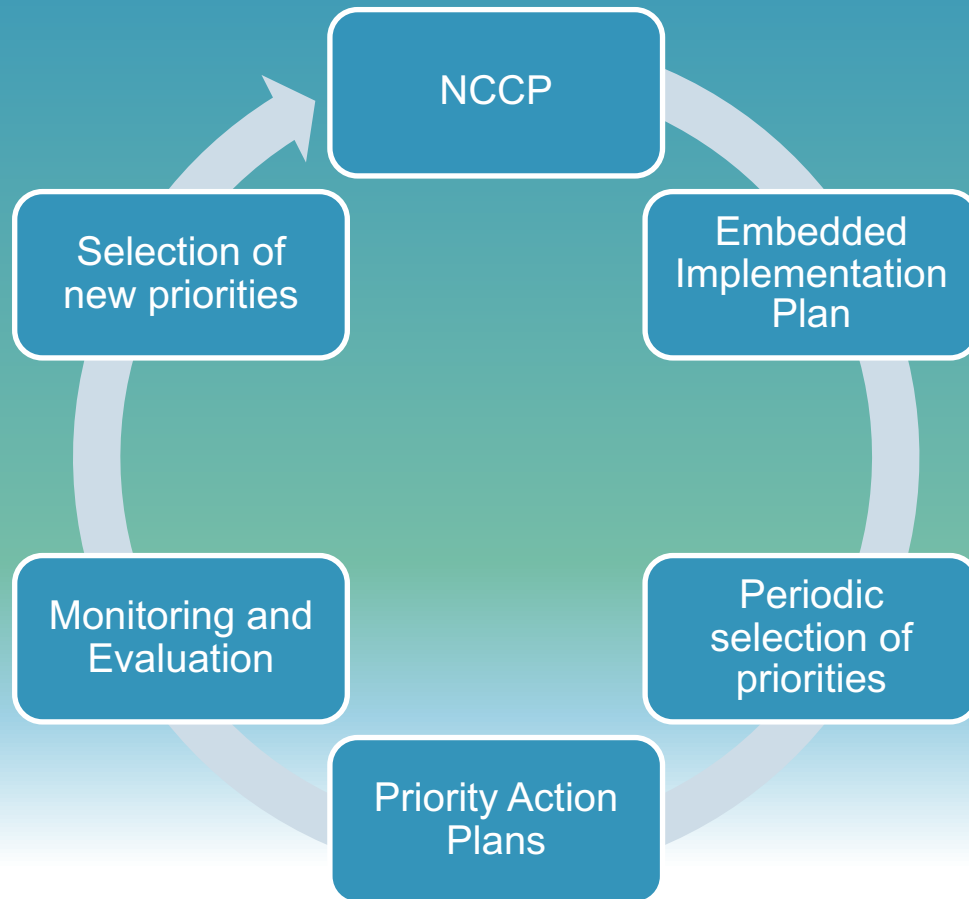 NCCP
Embedded
Implementation
Plan
Periodic
selection of
priorities
Priority Action
Plans
Monitoring and
Evaluation
Selection of
new priorities